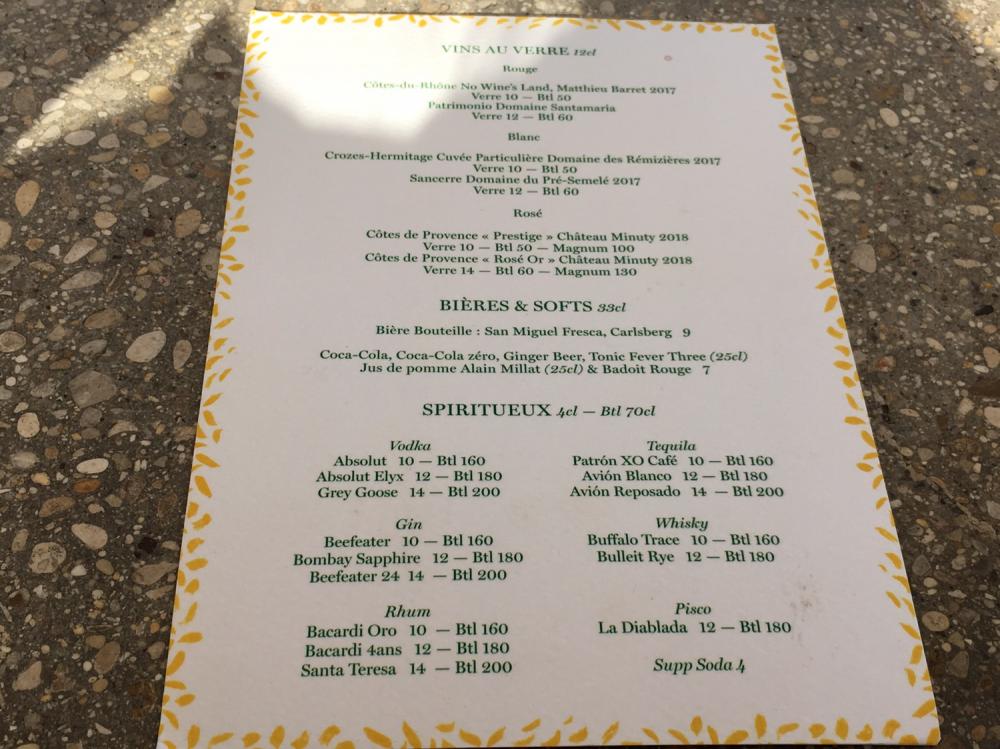 VINS AU VERRE 12cl
Rouge
Côtes-du-Rhône No Wine's Land, Matthieu Barret 2017
Verre 10 — Btl 50
Patrimonio Domaine Santamaria
Verre 12 — Btl 60
Blanc
Crozes-Hermitage Cuvée Particulière Domaine des Rémizières 2017
Verre 10 — Btl 50
Sancerre Domaine du Pré-Semelé 2017
Verre 12 — Btl 60
Rosé
Côtes de Provence « Prestige » Château Minuty 2018
Verre 10 — Btl 50 — Magnum 100
Côtes de Provence « Rosé Or » Château Minuty 2018
Verre 14 — Btl 60 — Magnum 130
BIÈRES & SOFTS 33cl
Bière Bouteille : San Miguel Fresca, Carlsberg 9
Coca-Cola, Coca-Cola zéro, Ginger Beer, Tonic Fever Three (25cl)
Jus de pomme Alain Millat (25cl) & Badoit Rouge 7
SPIRITUEUX 4cl — Btl 70cl
Vodka
Absolut 10 — Btl 160
Absolut Elyx 12 — Btl 180
Grey Goose 14 — Btl 200
Gin
Beefeater 10 — Btl 160
Bombay Sapphire 12 — Btl 180
Beefeater 24 14 — Btl 200
Rhum
Bacardi Oro 10 — Btl 160
Bacardi 4ans 12 — Btl 180
Santa Teresa 14 — Btl 200
Tequila
Patrón XO Café 10 — Btl 160
Avión Blanco 12 — Btl 180
Avión Reposado 14 — Btl 200
Whisky
Buffalo Trace 10 — Btl 160
Bulleit Rye 12 — Btl 180
Pisco
La Diablada 12 — Btl 180
Supp Soda 4